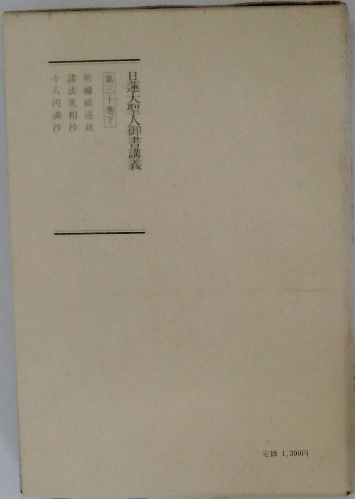 日蓮大聖人御書講義
第三十巻下
祈祷経送状
諸法実相抄
十八円満抄
定価 1,300円